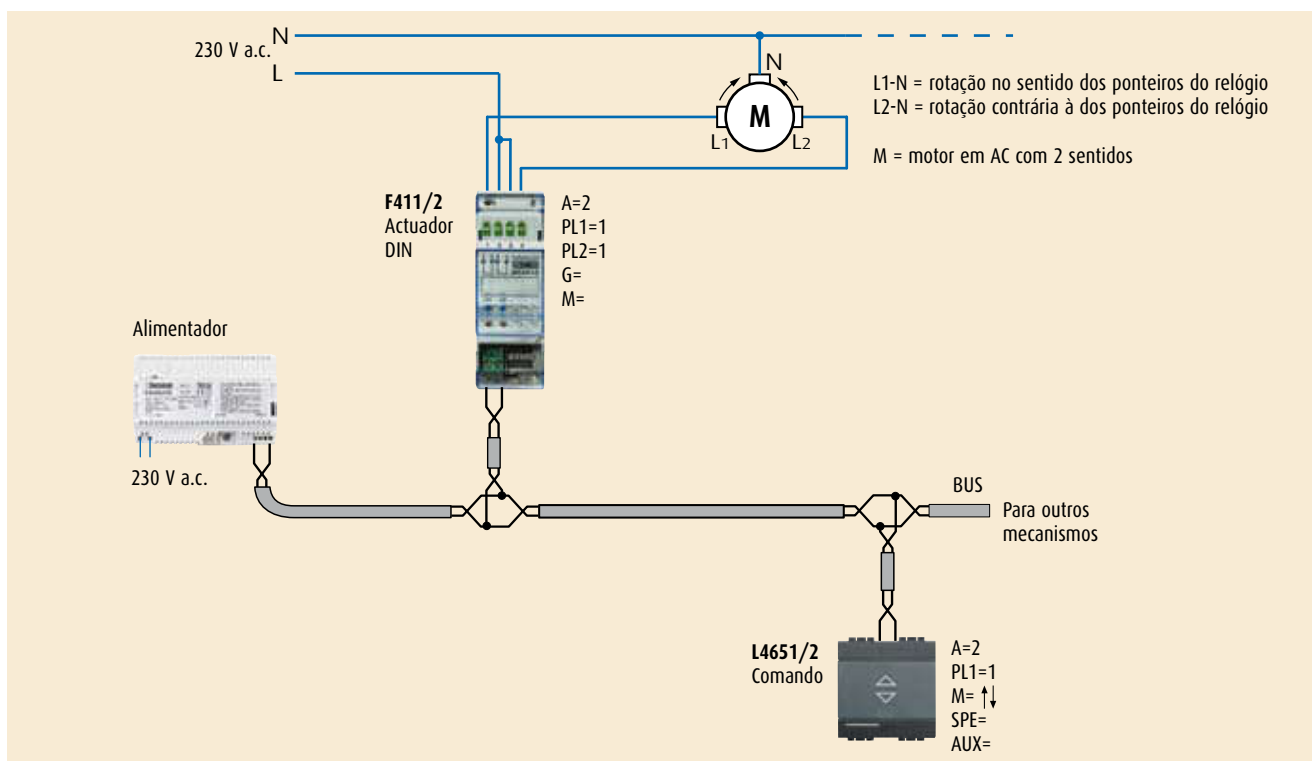 230 V a.c.
N
L
N
M
L1
L2
L1-N = rotação no sentido dos ponteiros do relógio
L2-N = rotação contrária à dos ponteiros do relógio
M = motor em AC com 2 sentidos
F411/2
Actuador
DIN
A=2
PL1=1
PL2=1
G=
M=
Alimentador
230 V a.c.
BUS
Para outros
mecanismos
L4651/2
Comando
A=2
PL1=1
M= ↑↓
SPE=
AUX=